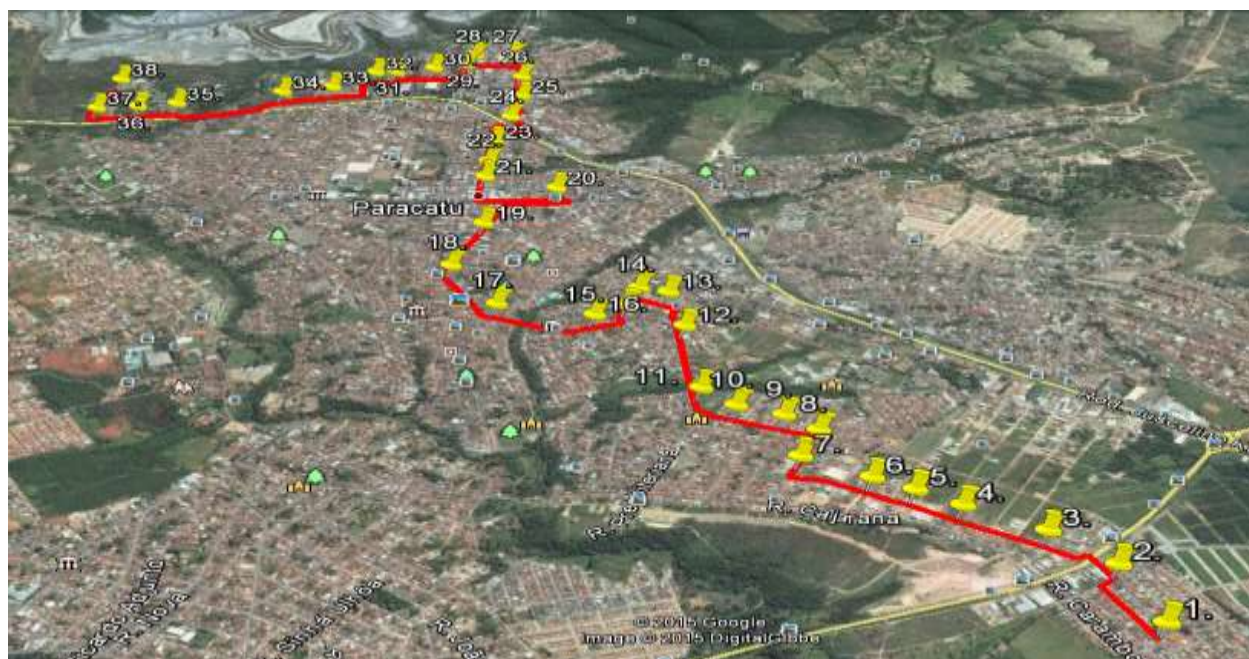 28. 27.
38. 32. 30. 26.
34. 33. 29. 25.
37. 35. 31. 24.
36. 23.
22.
21. 20.
Paracatu 19.
18.
14. 13.
17. 15. 16. 12.
11. 10. 9. 8.
7.
6. 5. 4.
R.
3.
2.
1.
R. Nova
© 2015 Google
Image © 2015 DigitalGlobe